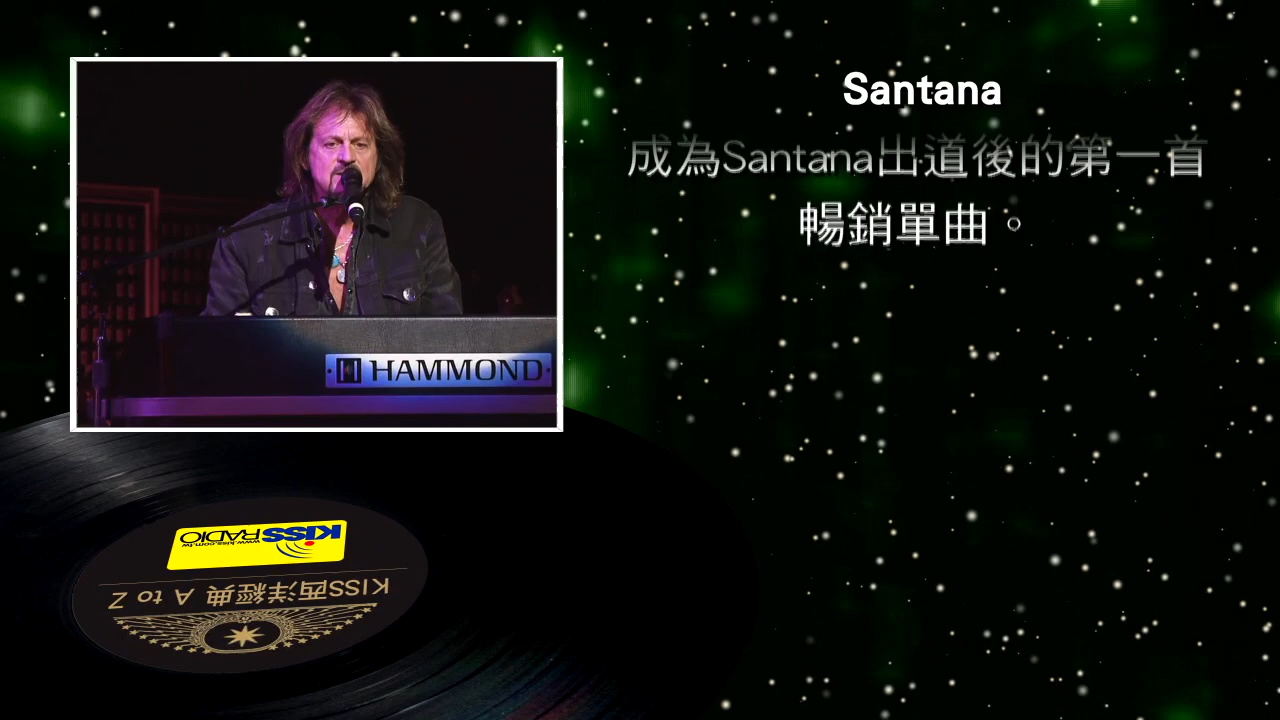 Santana
成為Santana出道後的第一首
暢銷單曲。
HAMMOND
KISS RADIO
www.kiss.com.tw
KISS西洋經典 A to Z